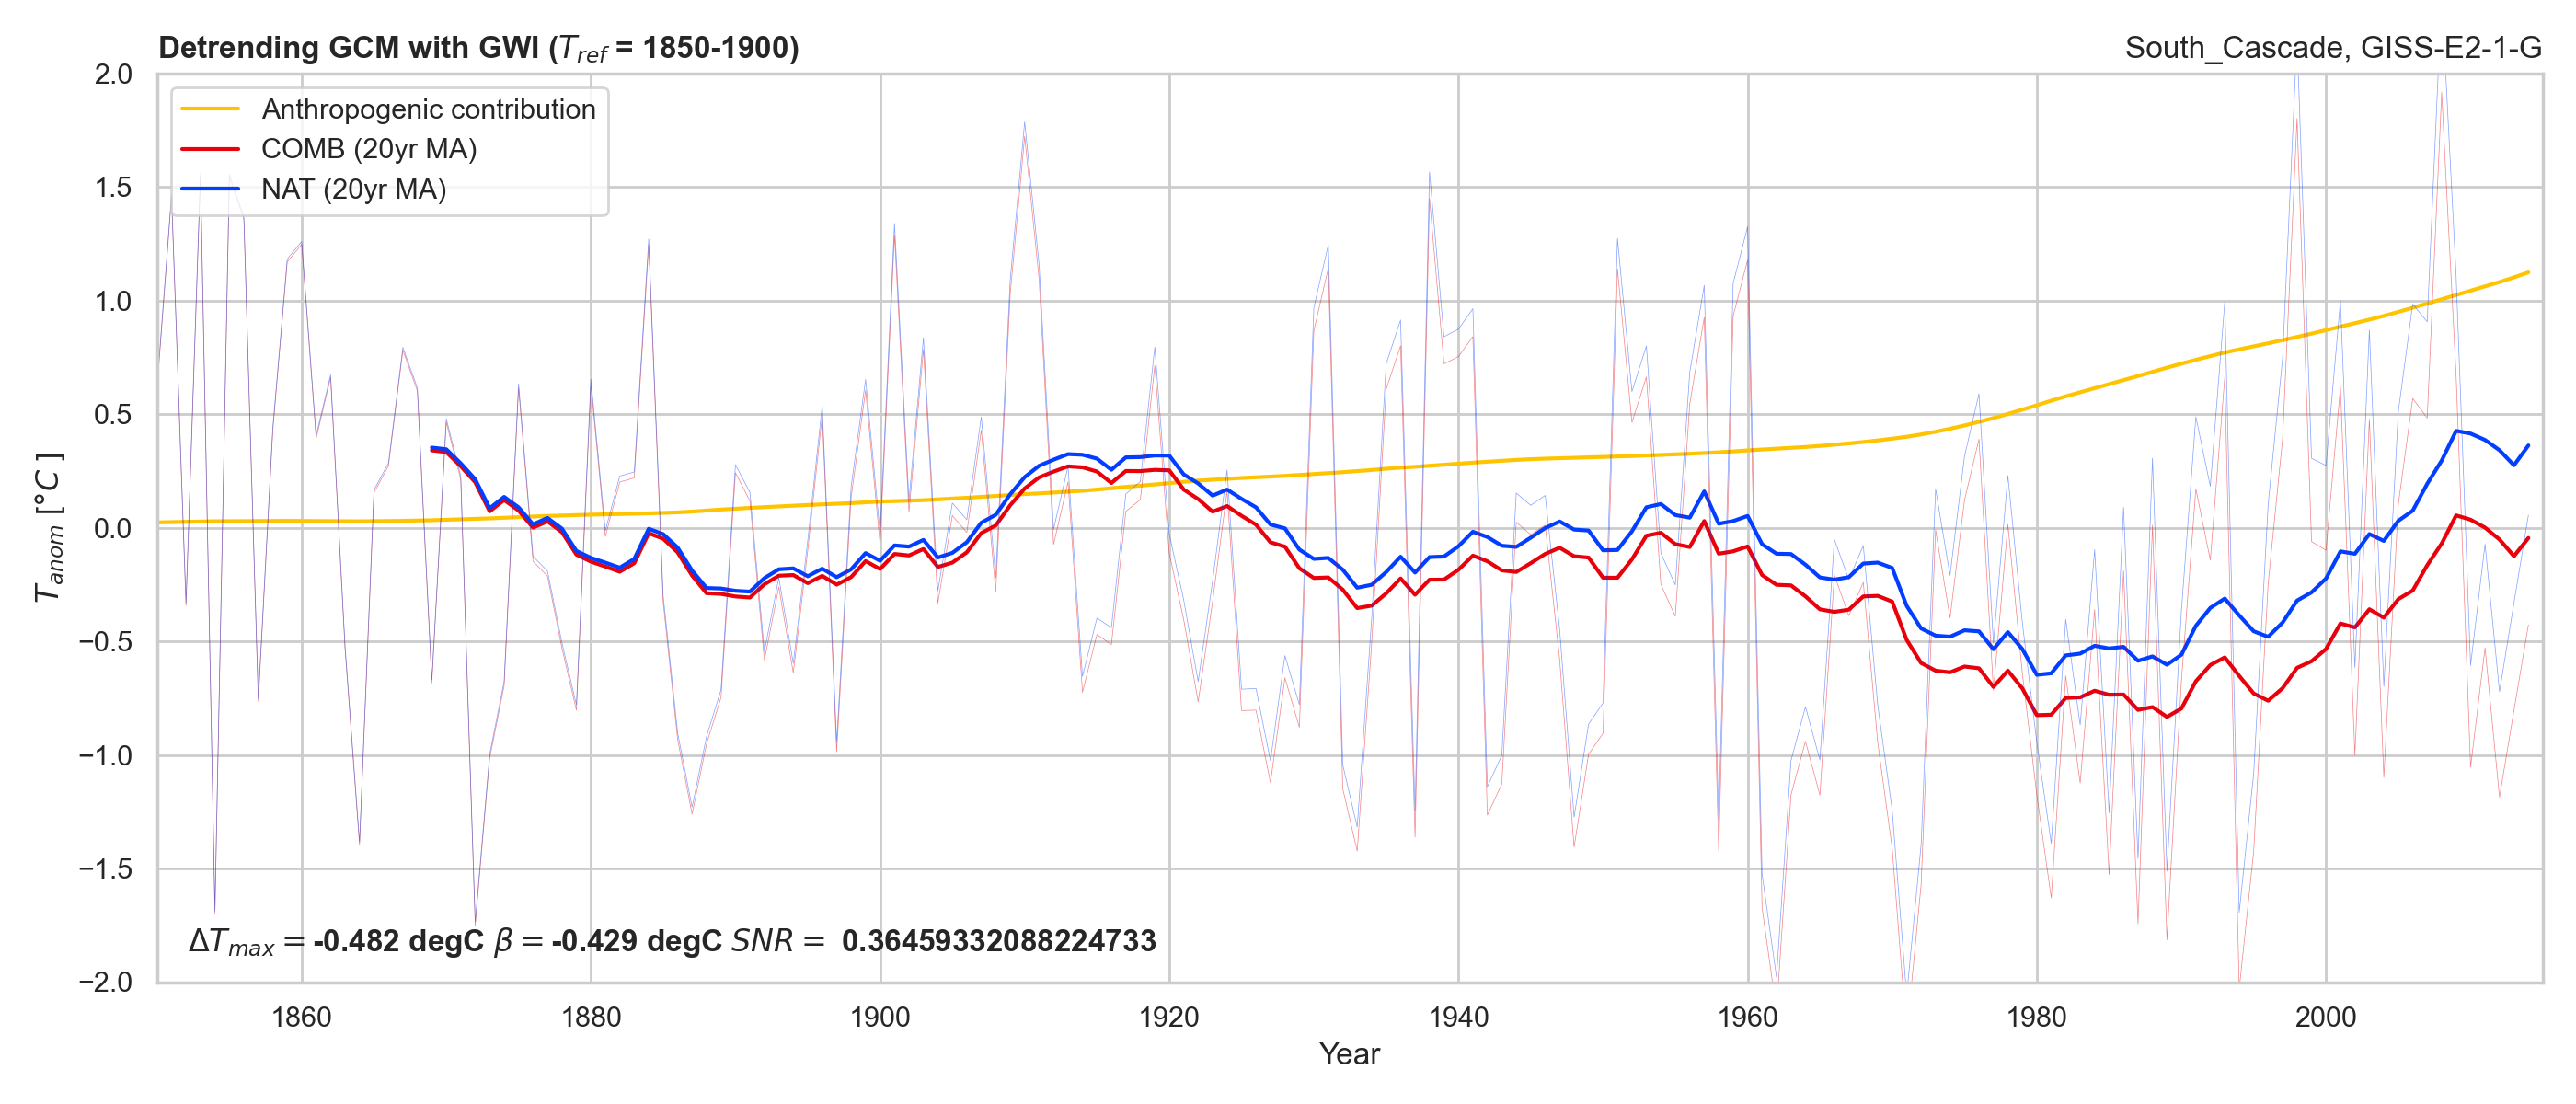 Detrending GCM with GWI (T_ref = 1850-1900)
South_Cascade, GISS-E2-1-G
Anthropogenic contribution
COMB (20yr MA)
NAT (20yr MA)
2.0
1.5
1.0
0.5
0.0
−0.5
−1.0
−1.5
−2.0
T_anom [°C ]
ΔT_max = -0.482 degC β = -0.429 degC SNR = 0.36459332088224733
1860 1880 1900 1920 1940 1960 1980 2000
Year